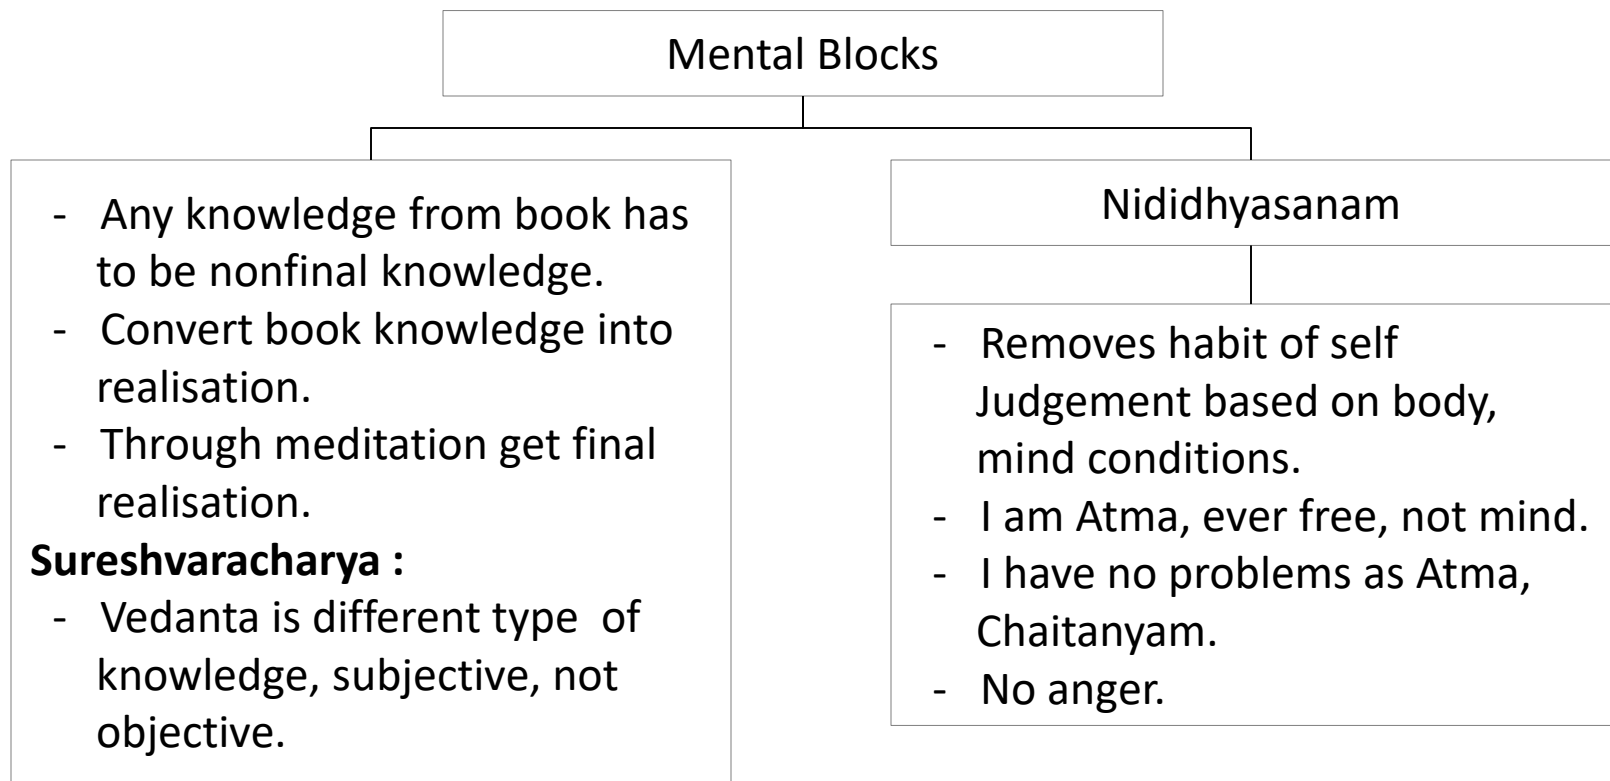 Mental Blocks
- Any knowledge from book has
to be nonfinal knowledge.
- Convert book knowledge into
realisation.
- Through meditation get final
realisation.
Sureshvaracharya :
- Vedanta is different type of
knowledge, subjective, not
objective.
Nididhyasanam
- Removes habit of self
Judgement based on body,
mind conditions.
- I am Atma, ever free, not mind.
- I have no problems as Atma,
Chaitanyam.
- No anger.